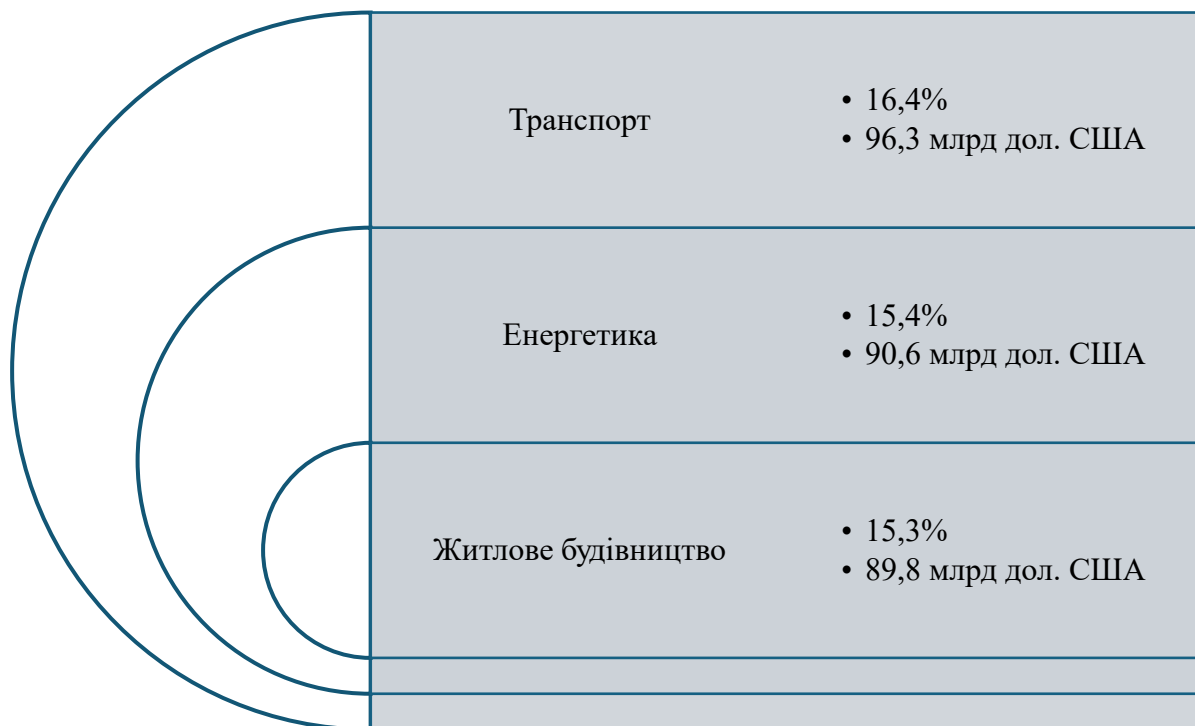 Транспорт
• 16,4%
• 96,3 млрд дол. США
Енергетика
• 15,4%
• 90,6 млрд дол. США
Житлове будівництво
• 15,3%
• 89,8 млрд дол. США